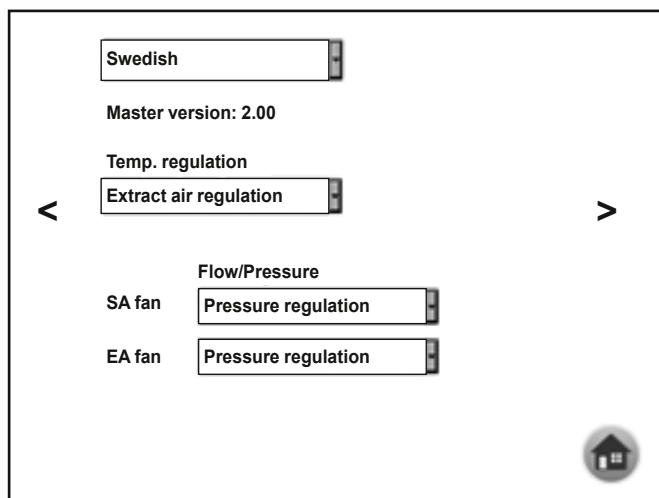 Swedish
Master version: 2.00
Temp. regulation
Extract air regulation
< >
Flow/Pressure
SA fan Pressure regulation
EA fan Pressure regulation